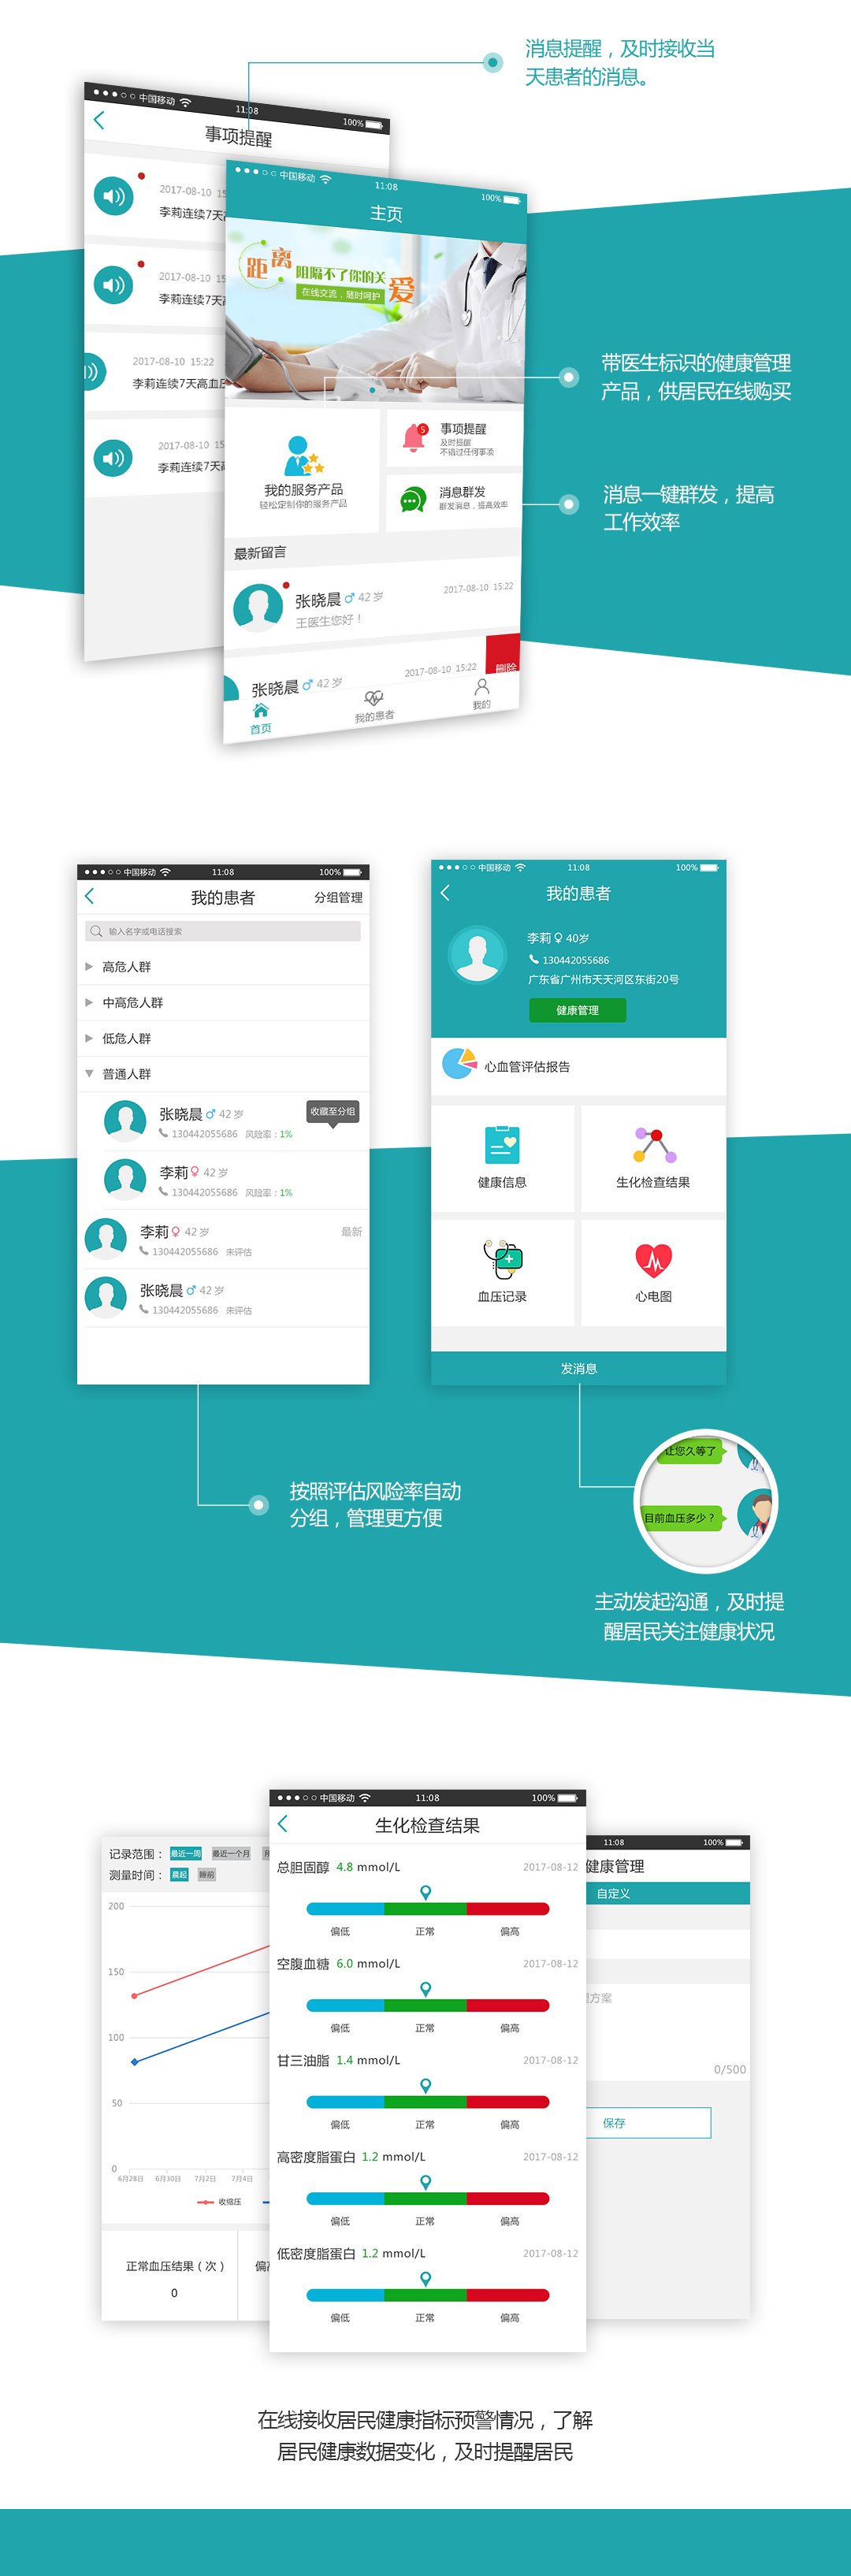 消息提醒，及时接收当
天患者的消息。
中国移动
11:08
100%
事项提醒
2017-08-10 15
李莉连续7天高
李莉连续7天高
2017-08-10 15:22
李莉连续7天高血压
2017-08-10 15:22
李莉连续7天高
中国移动
11:08
100%
主页
距离
阻隔不了你的关
爱
在线交流，随时呵护
带医生标识的健康管理
产品，供居民在线购买
我的服务产品
轻松定制你的服务产品
5
事项提醒
及时提醒
不错过任何事项
消息群发
群发消息，提高效率
消息一键群发，提高
工作效率
最新留言
张晓晨 42岁
2017-08-10 15:22
王医生您好！
张晓晨 42岁
2017-08-10 15:22
删除
首页
我的患者
我的
中国移动
11:08
100%
我的患者
分组管理
输入名字或电话搜索
高危人群
中高危人群
低危人群
普通人群
张晓晨 42岁
收藏至分组
130442055686 风险率：1%
李莉 42岁
130442055686 风险率：1%
李莉 42岁
最新
130442055686 未评估
张晓晨 42岁
130442055686 未评估
中国移动
11:08
100%
我的患者
李莉 40岁
130442055686
广东省广州市天天河区东街20号
健康管理
心血管评估报告
健康信息
生化检查结果
血压记录
心电图
发消息
按照评估风险率自动
分组，管理更方便
让您久等了
目前血压多少？
主动发起沟通，及时提
醒居民关注健康状况
记录范围：
最近一周
最近一个月
测量时间：
晨起
睡前
200
150
100
50
0
6月28日
6月30日
7月2日
7月4日
收缩压
正常血压结果（次）
0
偏高
中国移动
11:08
100%
生化检查结果
总胆固醇 4.8 mmol/L
2017-08-12
偏低
正常
偏高
空腹血糖 6.0 mmol/L
2017-08-12
偏低
正常
偏高
甘三油脂 1.4 mmol/L
2017-08-12
偏低
正常
偏高
高密度脂蛋白 1.2 mmol/L
2017-08-12
偏低
正常
偏高
低密度脂蛋白 1.2 mmol/L
2017-08-12
偏低
正常
偏高
11:08
100%
健康管理
自定义
方案
0/500
保存
在线接收居民健康指标预警情况，了解
居民健康数据变化，及时提醒居民